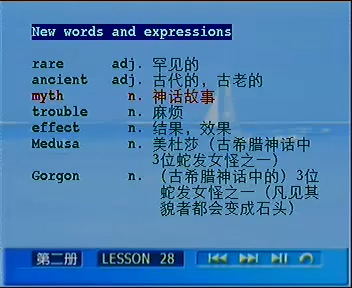 New words and expressions
rare adj. 罕见的
ancient adj. 古代的，古老的
myth n. 神话故事
trouble n. 麻烦
effect n. 结果，效果
Medusa n. 美杜莎（古希腊神话中
3位蛇发女怪之一）
Gorgon n. （古希腊神话中的）3位
蛇发女怪之一（凡见其
貌者都会变成石头）
第二册 LESSON 28